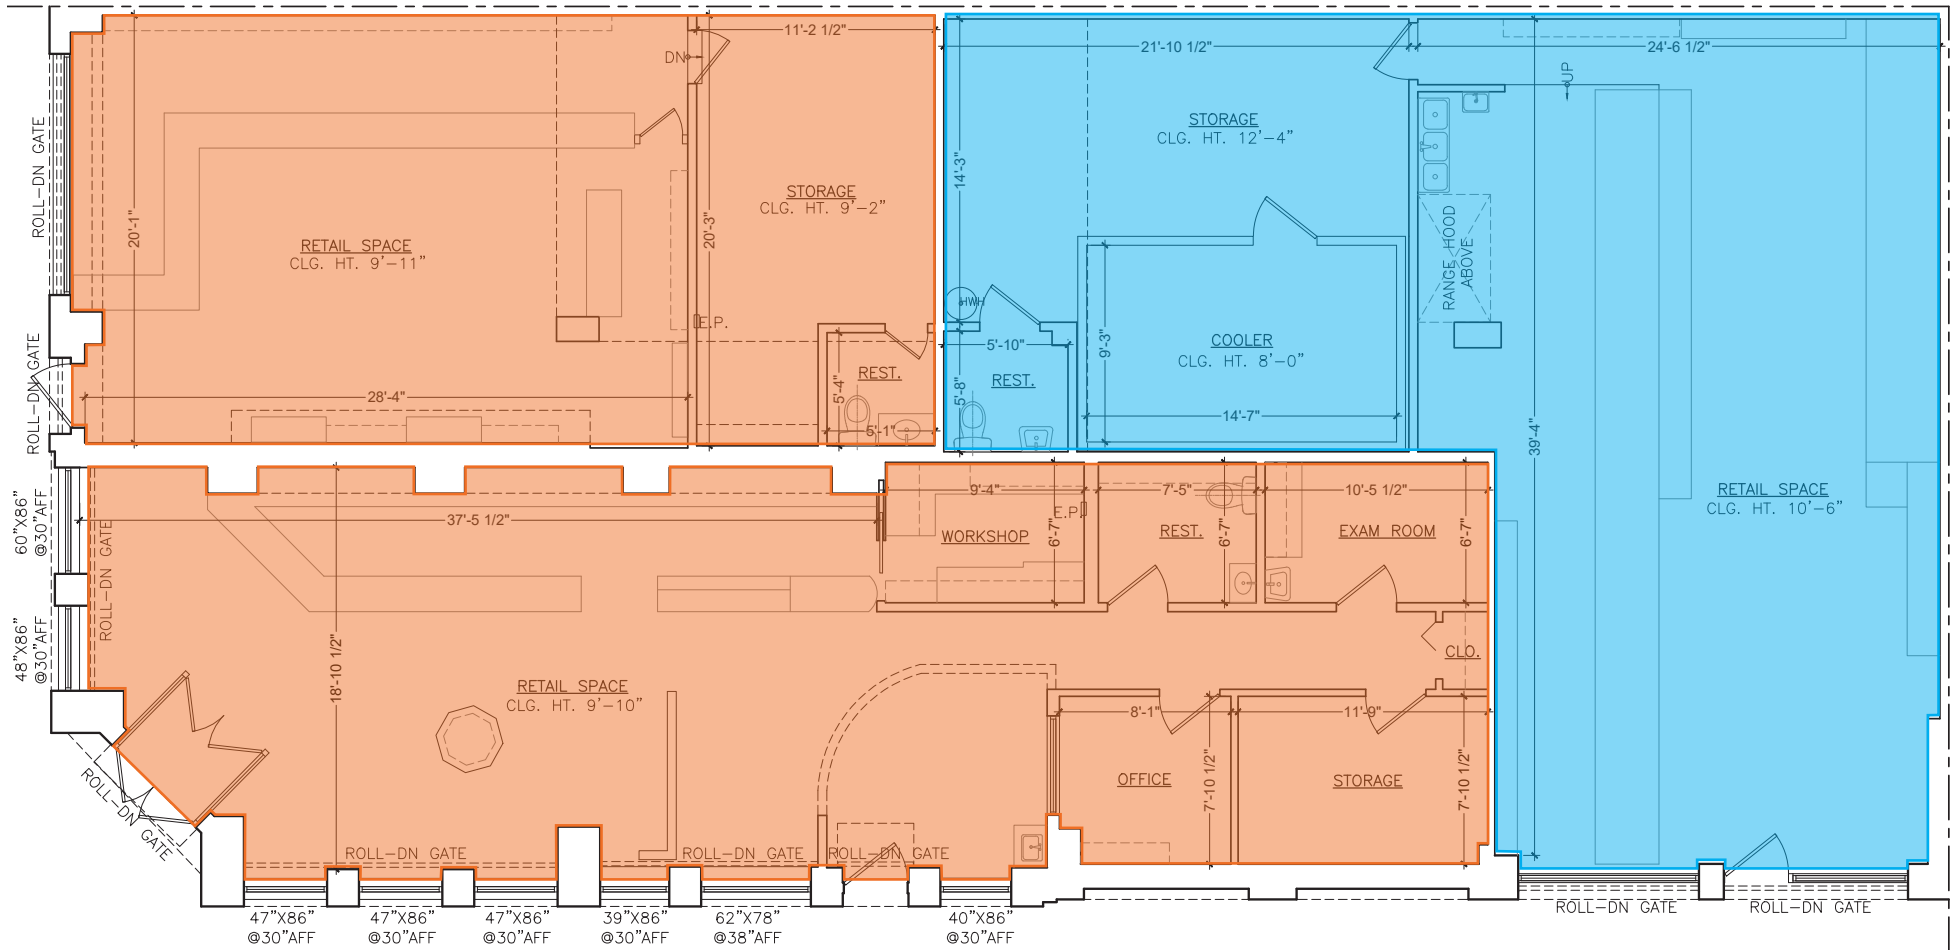 11'-2 1/2"
21'-10 1/2"
24'-6 1/2"
DN
UP
STORAGE
CLG. HT. 12'-4"
ROLL-DN GATE
20'-1"
20'-3"
14'-3"
STORAGE
CLG. HT. 9'-2"
RETAIL SPACE
CLG. HT. 9'-11"
RANGE HOOD
ABOVE
HWH
E.P.
COOLER
CLG. HT. 8'-0"
9'-3"
5'-10"
REST.
5'-4"
REST.
5'-8"
ROLL-DN GATE
28'-4"
14'-7"
5'-1"
39'-4"
9'-4"
7'-5"
10'-5 1/2"
RETAIL SPACE
CLG. HT. 10'-6"
60"X86"
@30"AFF
ROLL-DN GATE
37'-5 1/2"
E.P.
WORKSHOP
6'-7"
REST.
6'-7"
EXAM ROOM
6'-7"
48"X86"
@30"AFF
18'-10 1/2"
CLO.
RETAIL SPACE
CLG. HT. 9'-10"
8'-1"
11'-9"
OFFICE
7'-10 1/2"
STORAGE
7'-10 1/2"
ROLL-DN GATE
ROLL-DN GATE
ROLL-DN GATE
ROLL-DN GATE
ROLL-DN GATE
ROLL-DN GATE
47"X86"
@30"AFF
47"X86"
@30"AFF
47"X86"
@30"AFF
39"X86"
@30"AFF
62"X78"
@38"AFF
40"X86"
@30"AFF